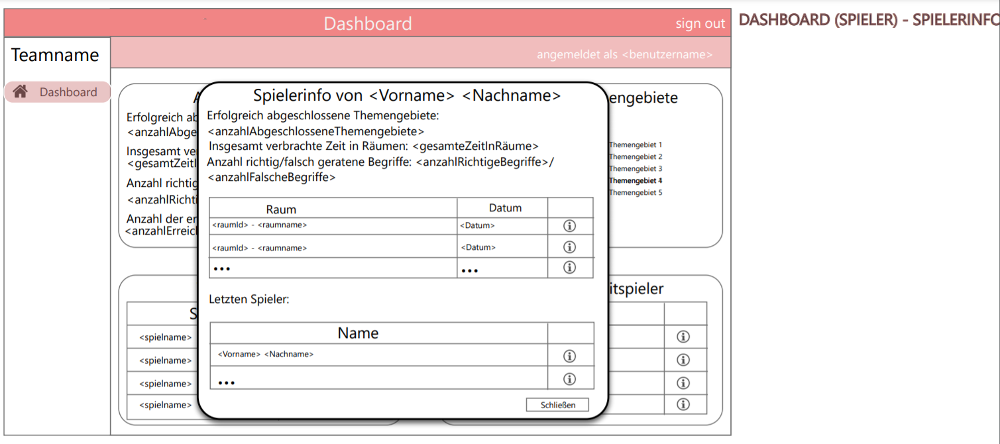 Dashboard
sign out
DASHBOARD (SPIELER) - SPIELERINFO
Teamname
angemeldet als <benutzername>
Dashboard
Spielerinfo von <Vorname> <Nachname>
Erfolgreich abgeschlossene Themengebiete:
<anzahlAbgeschlosseneThemengebiete>
Insgesamt verbrachte Zeit in Räumen: <gesamteZeitInRäume>
Anzahl richtig/falsch geratene Begriffe: <anzahlRichtigeBegriffe>/
<anzahlFalscheBegriffe>
Raum
Datum
<raumId> - <raumname>
<Datum>
<raumId> - <raumname>
<Datum>
...
...
Letzten Spieler:
Name
<Vorname> <Nachname>
...
Schließen
A
Erfolgreich ab
<anzahlAbge
Insgesamt ve
<gesamtZeitI
Anzahl richtig
<anzahlRichti
Anzahl der er
<anzahlErreic
engebiete
Themengebiet 1
Themengebiet 2
Themengebiet 3
Themengebiet 4
Themengebiet 5
S
<spielname>
<spielname>
<spielname>
<spielname>
itspieler